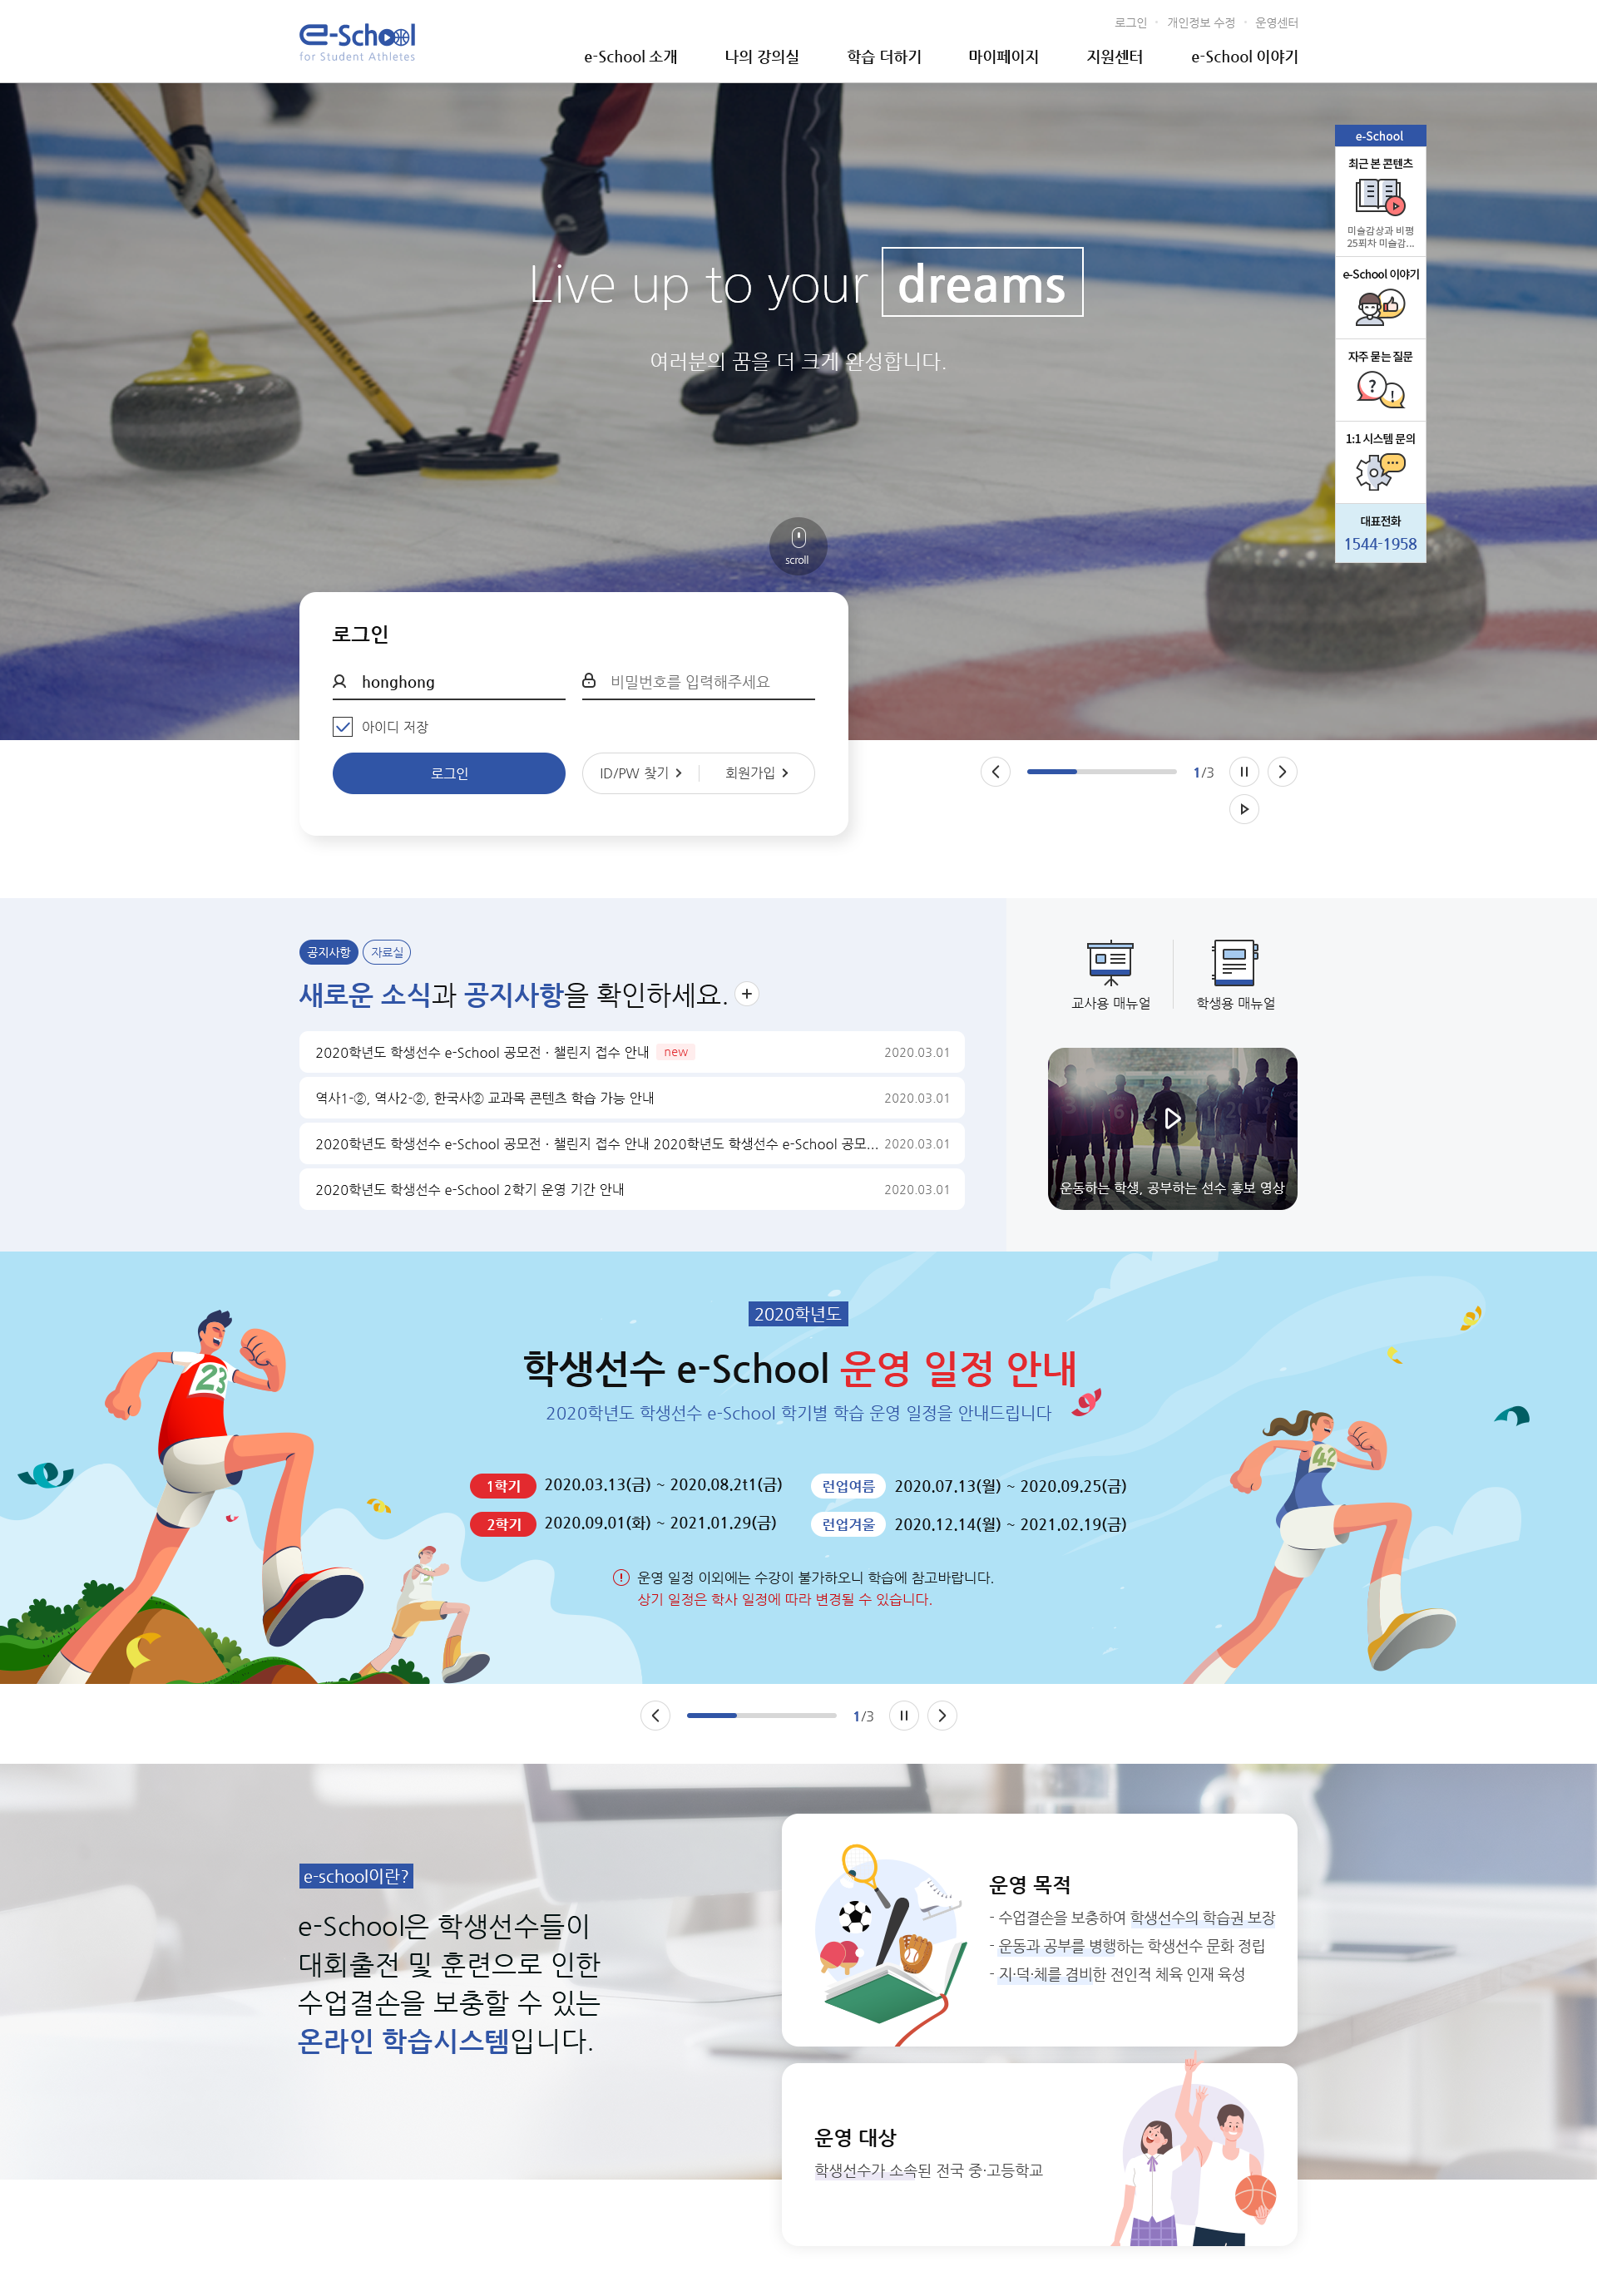 e-School
for Student Athletes
로그인 · 개인정보 수정 · 운영센터
e-School 소개 나의 강의실 학습 더하기 마이페이지 지원센터 e-School 이야기
e-School
최근 본 콘텐츠
미술감상과 비평
25회차 미술감...
e-School 이야기
자주 묻는 질문
1:1 시스템 문의
대표전화
1544-1958
Live up to your dreams
여러분의 꿈을 더 크게 완성합니다.
scroll
로그인
honghong
비밀번호를 입력해주세요
아이디 저장
로그인
ID/PW 찾기
회원가입
1/3
공지사항
자료실
새로운 소식과 공지사항을 확인하세요.
2020학년도 학생선수 e-School 공모전 · 챌린지 접수 안내 new 2020.03.01
역사1-②, 역사2-②, 한국사② 교과목 콘텐츠 학습 가능 안내 2020.03.01
2020학년도 학생선수 e-School 공모전 · 챌린지 접수 안내 2020학년도 학생선수 e-School 공모... 2020.03.01
2020학년도 학생선수 e-School 2학기 운영 기간 안내 2020.03.01
교사용 매뉴얼
학생용 매뉴얼
운동하는 학생, 공부하는 선수 홍보 영상
2020학년도
학생선수 e-School 운영 일정 안내
2020학년도 학생선수 e-School 학기별 학습 운영 일정을 안내드립니다
1학기 2020.03.13(금) ~ 2020.08.2t1(금) 런업여름 2020.07.13(월) ~ 2020.09.25(금)
2학기 2020.09.01(화) ~ 2021.01.29(금) 런업겨울 2020.12.14(월) ~ 2021.02.19(금)
운영 일정 이외에는 수강이 불가하오니 학습에 참고바랍니다.
상기 일정은 학사 일정에 따라 변경될 수 있습니다.
23
42
1/3
e-school이란?
e-School은 학생선수들이
대회출전 및 훈련으로 인한
수업결손을 보충할 수 있는
온라인 학습시스템입니다.
운영 목적
- 수업결손을 보충하여 학생선수의 학습권 보장
- 운동과 공부를 병행하는 학생선수 문화 정립
- 지·덕·체를 겸비한 전인적 체육 인재 육성
운영 대상
학생선수가 소속된 전국 중·고등학교